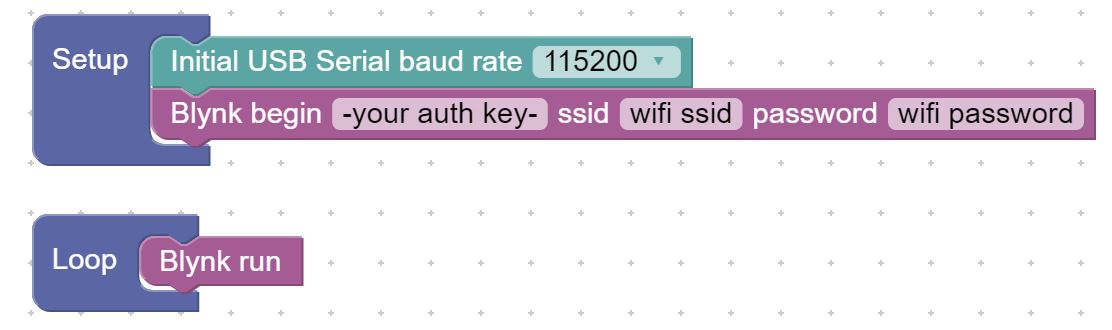 Setup
Initial USB Serial baud rate 115200
Blynk begin -your auth key- ssid wifi ssid password wifi password
Loop
Blynk run